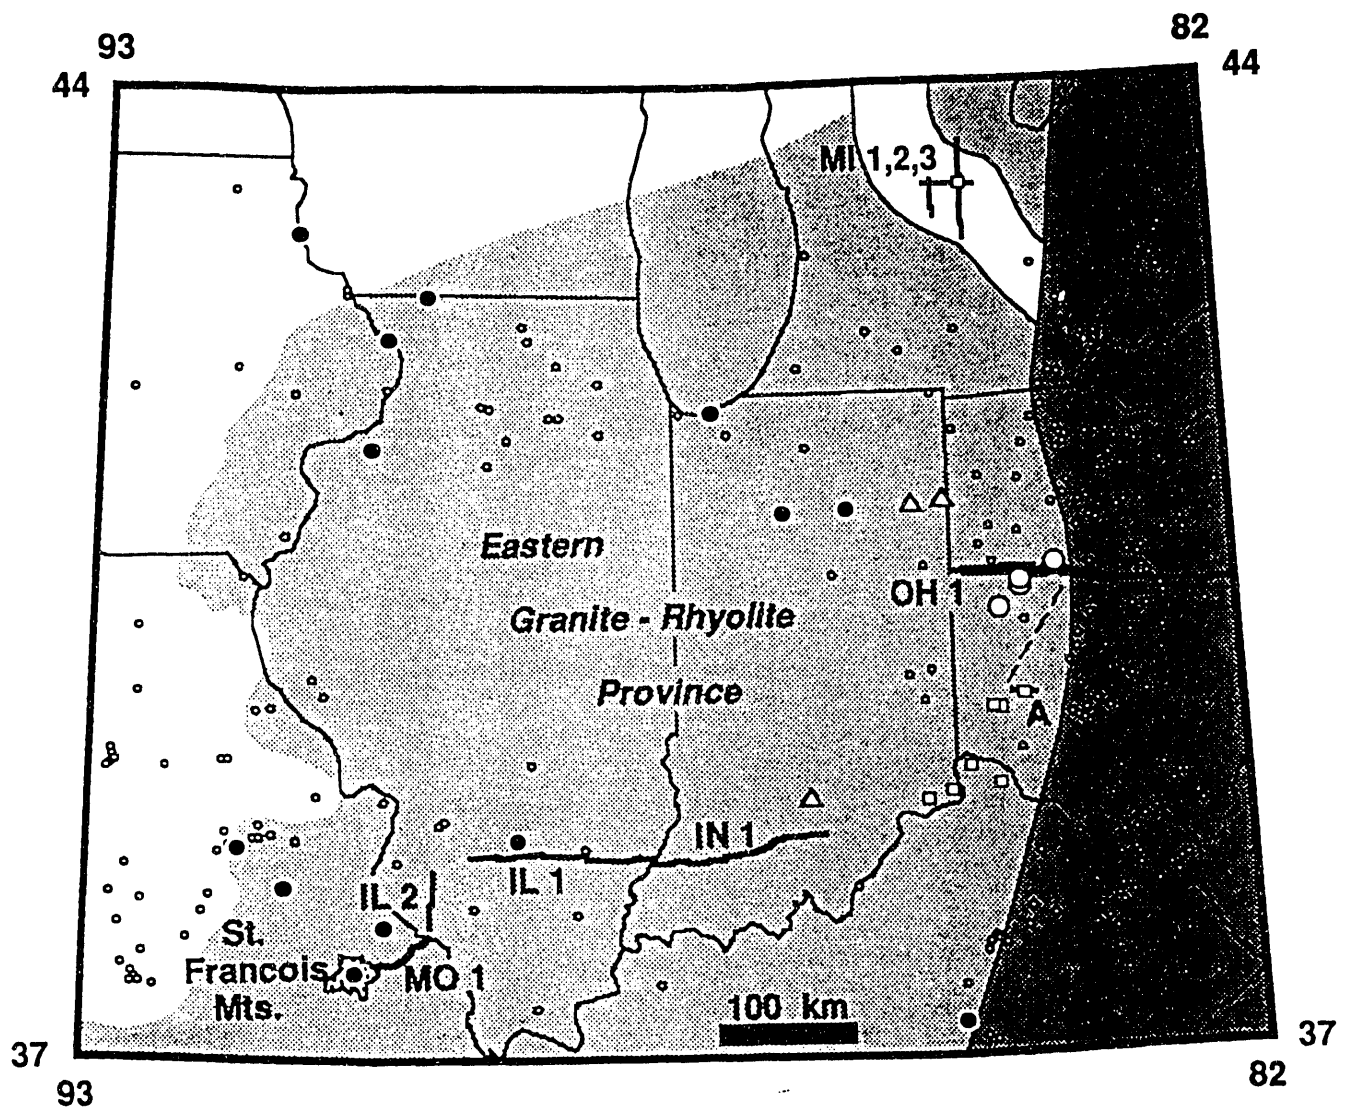 93
82
44
44
MI 1,2,3
Eastern
OH 1
Granite - Rhyolite
Province
A
IN 1
IL 1
IL 2
St.
Francois
Mts.
MO 1
100 km
37
37
93
82